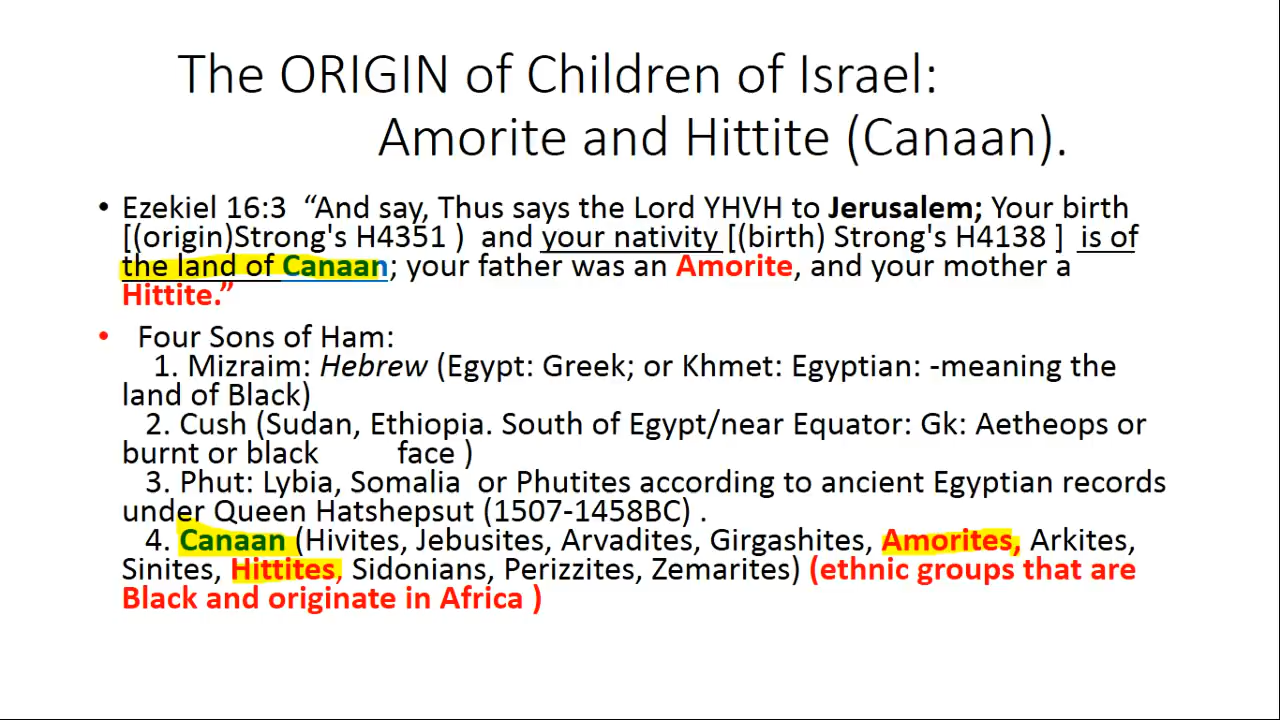 The ORIGIN of Children of Israel:
Amorite and Hittite (Canaan).
• Ezekiel 16:3 “And say, Thus says the Lord YHVH to Jerusalem; Your birth
[(origin)Strong's H4351 ) and your nativity [(birth) Strong's H4138 ] is of
the land of Canaan; your father was an Amorite, and your mother a
Hittite.”
• Four Sons of Ham:
1. Mizraim: Hebrew (Egypt: Greek; or Khmet: Egyptian: -meaning the
land of Black)
2. Cush (Sudan, Ethiopia. South of Egypt/near Equator: Gk: Aetheops or
burnt or black face )
3. Phut: Lybia, Somalia or Phutites according to ancient Egyptian records
under Queen Hatshepsut (1507-1458BC) .
4. Canaan (Hivites, Jebusites, Arvadites, Girgashites, Amorites, Arkites,
Sinites, Hittites, Sidonians, Perizzites, Zemarites) (ethnic groups that are
Black and originate in Africa )